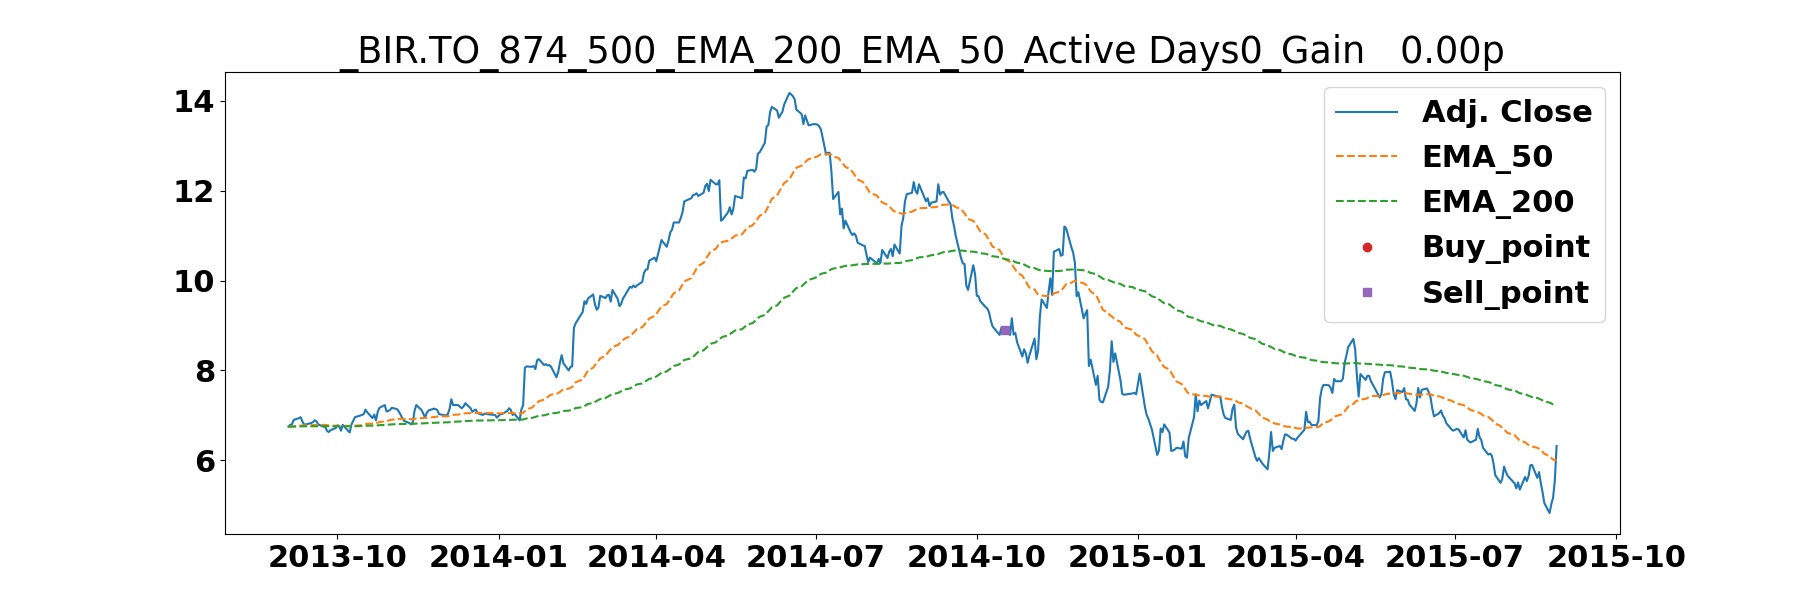 _BIR.TO_874_500_EMA_200_EMA_50_Active Days0_Gain   0.00p
14
12
10
8
6
Adj. Close
EMA_50
EMA_200
Buy_point
Sell_point
2013-10 2014-01 2014-04 2014-07 2014-10 2015-01 2015-04 2015-07 2015-10